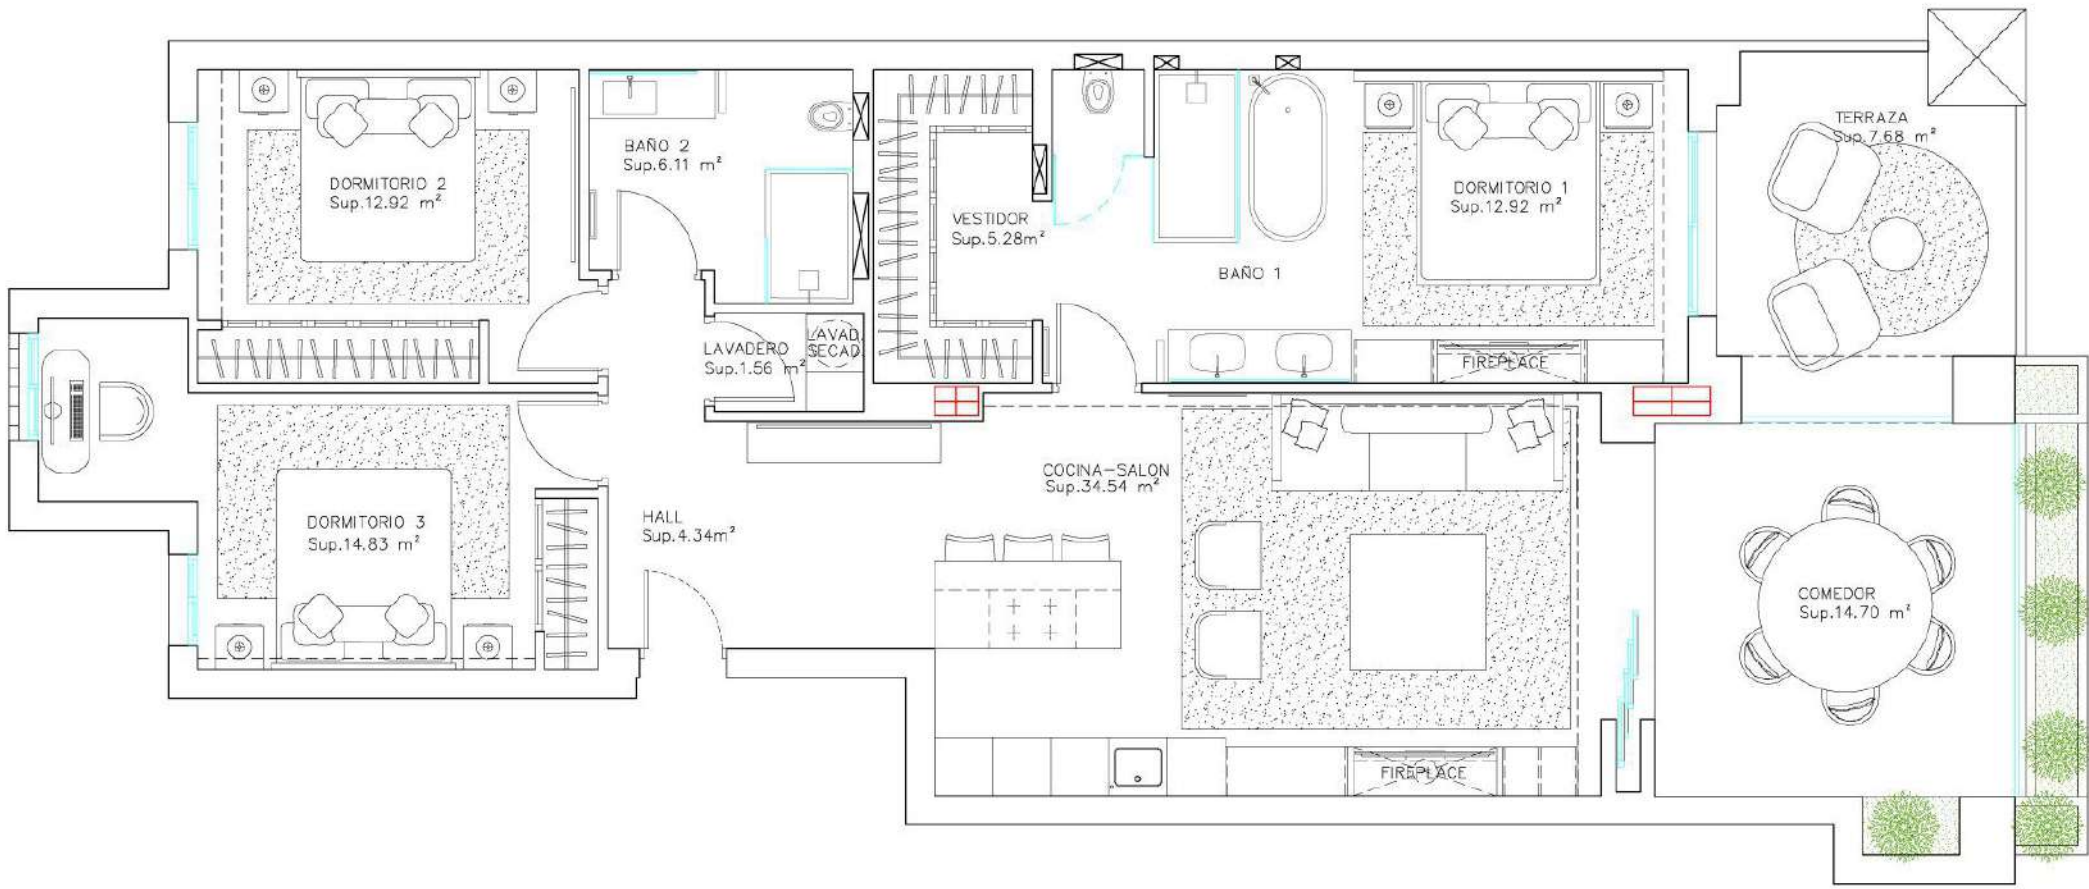 TERRAZA
Sup.7.68 m²
BAÑO 2
Sup.6.11 m²
DORMITORIO 2
Sup.12.92 m²
DORMITORIO 1
Sup.12.92 m²
VESTIDOR
Sup.5.28m²
BAÑO 1
LAVADERO
Sup.1.56 m²
LAVAD.
SECAD.
FIREPLACE
COCINA-SALON
Sup.34.54 m²
DORMITORIO 3
Sup.14.83 m²
HALL
Sup.4.34m²
COMEDOR
Sup.14.70 m²
FIREPLACE